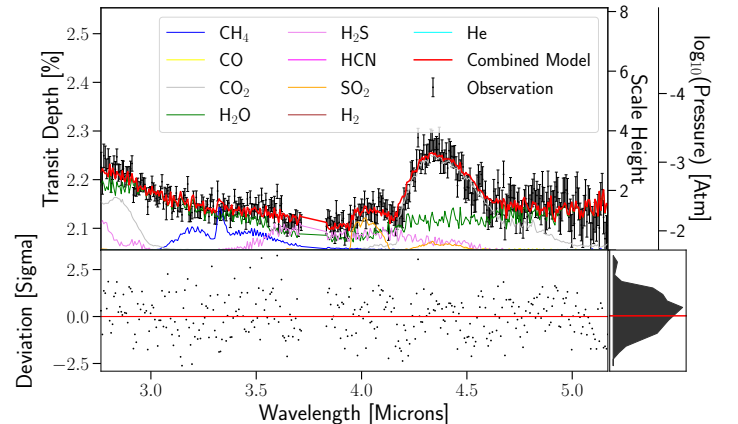 2.5
2.4
2.3
2.2
2.1
Transit Depth [%]
CH₄
CO
CO₂
H₂O
H₂S
HCN
SO₂
H₂
He
Combined Model
Observation
8
6
4
2
Scale Height
-4
-3
-2
log₁₀(Pressure) [Atm]
2.5
0.0
−2.5
Deviation [Sigma]
3.0 3.5 4.0 4.5 5.0
Wavelength [Microns]